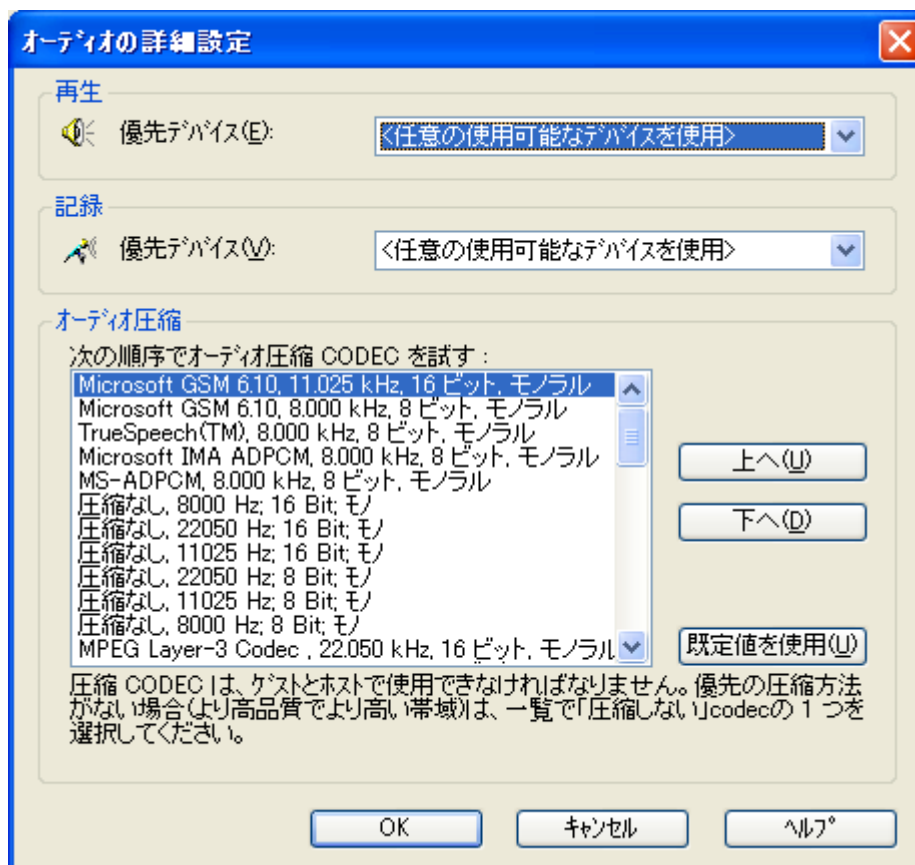 オーディオの詳細設定
再生
優先デバイス(E):
<任意の使用可能なデバイスを使用>
記録
優先デバイス(V):
<任意の使用可能なデバイスを使用>
オーディオ圧縮
次の順序でオーディオ圧縮 CODEC を試す:
Microsoft GSM 6.10, 11.025 kHz, 16 ビット, モノラル
Microsoft GSM 6.10, 8.000 kHz, 8 ビット, モノラル
TrueSpeech(TM), 8.000 kHz, 8 ビット, モノラル
Microsoft IMA ADPCM, 8.000 kHz, 8 ビット, モノラル
MS-ADPCM, 8.000 kHz, 8 ビット, モノラル
圧縮なし, 8000 Hz; 16 Bit; モノ
圧縮なし, 22050 Hz; 16 Bit; モノ
圧縮なし, 11025 Hz; 16 Bit; モノ
圧縮なし, 22050 Hz; 8 Bit; モノ
圧縮なし, 11025 Hz; 8 Bit; モノ
圧縮なし, 8000 Hz; 8 Bit; モノ
MPEG Layer-3 Codec , 22.050 kHz, 16 ビット, モノラル
上へ(U)
下へ(D)
既定値を使用(U)
圧縮 CODEC は、ゲストとホストで使用できなければなりません。優先の圧縮方法
がない場合(より高品質でより高い帯域)は、一覧で「圧縮しない」codecの 1 つを
選択してください。
OK
キャンセル
ヘルプ